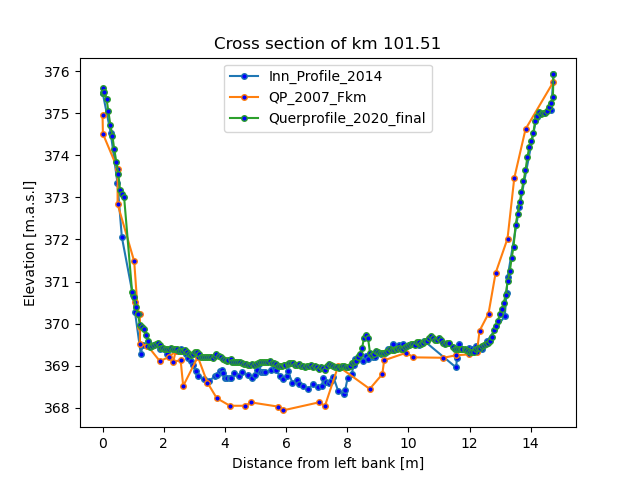 Cross section of km 101.51
Inn_Profile_2014
QP_2007_Fkm
Querprofile_2020_final
Elevation [m.a.s.l]
376
375
374
373
372
371
370
369
368
0 2 4 6 8 10 12 14
Distance from left bank [m]